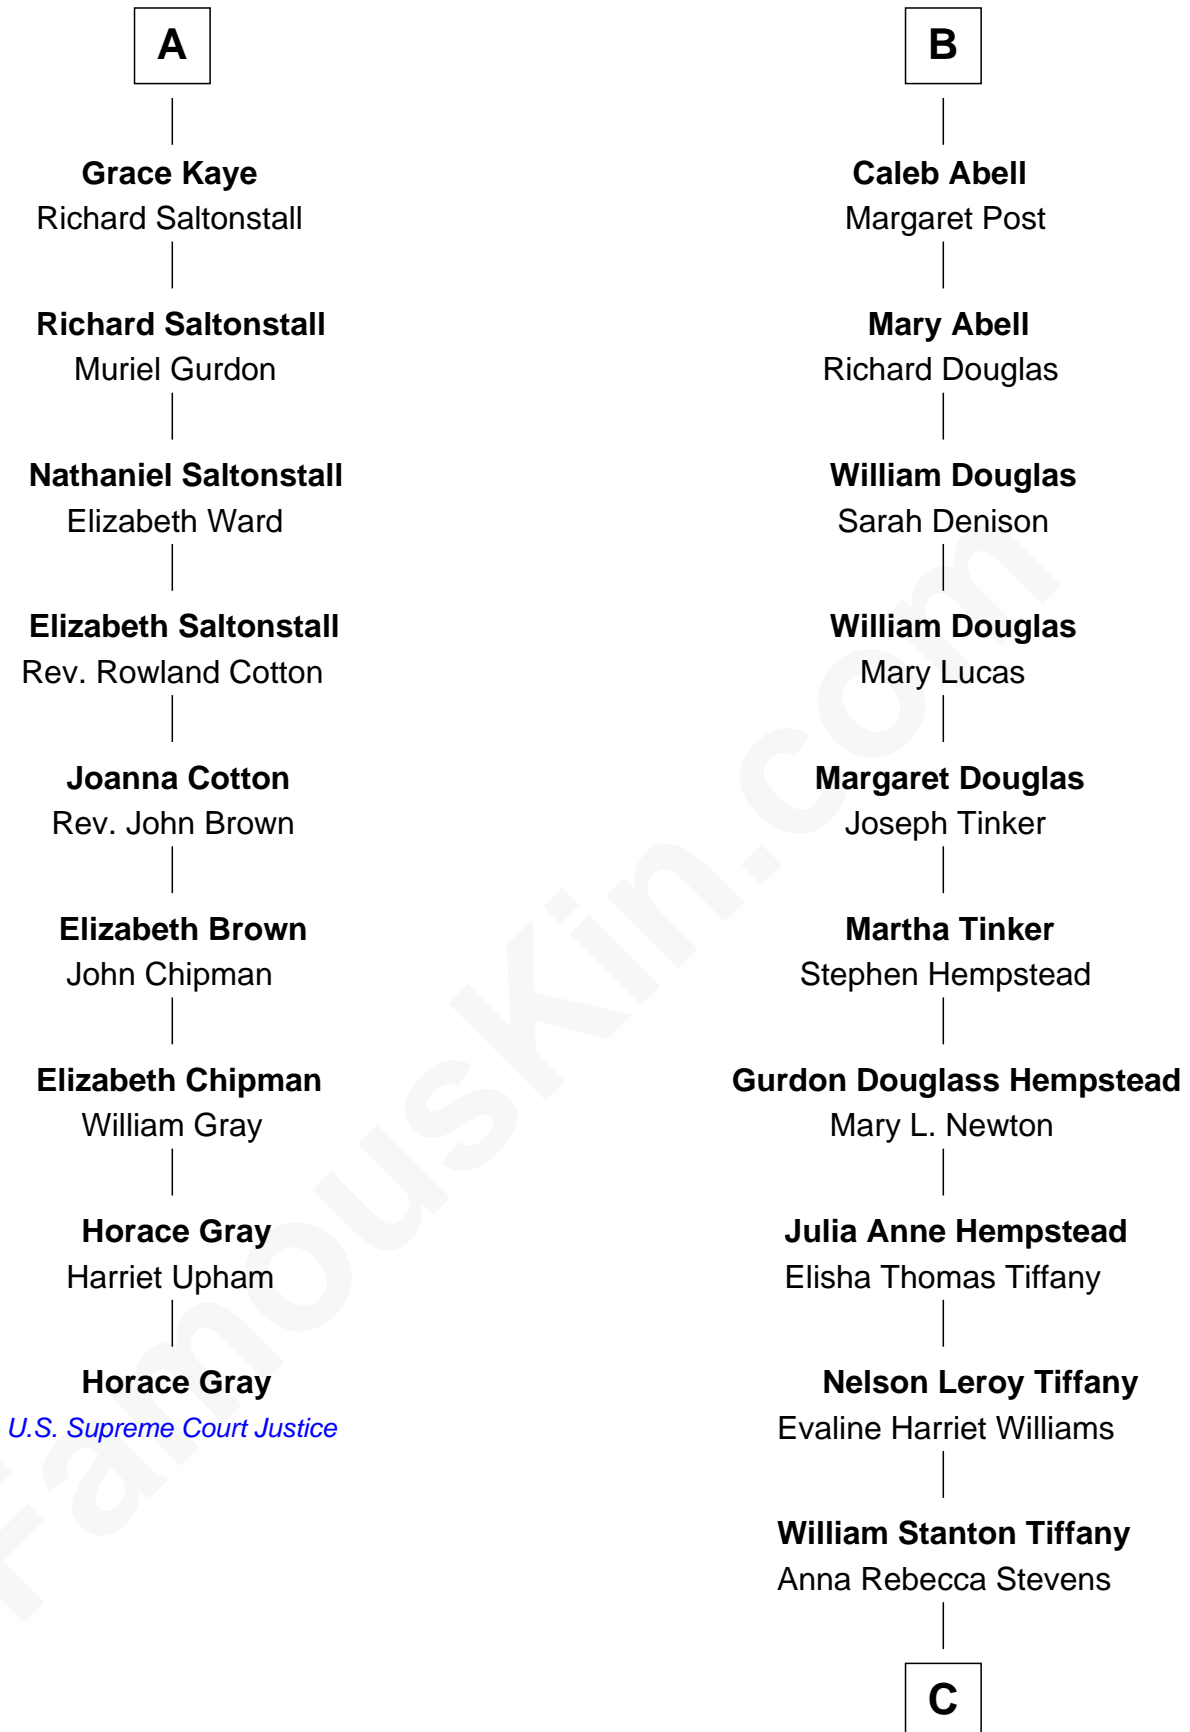 A
Grace Kaye
Richard Saltonstall
Richard Saltonstall
Muriel Gurdon
Nathaniel Saltonstall
Elizabeth Ward
Elizabeth Saltonstall
Rev. Rowland Cotton
Joanna Cotton
Rev. John Brown
Elizabeth Brown
John Chipman
Elizabeth Chipman
William Gray
Horace Gray
Harriet Upham
Horace Gray
U.S. Supreme Court Justice
B
Caleb Abell
Margaret Post
Mary Abell
Richard Douglas
William Douglas
Sarah Denison
William Douglas
Mary Lucas
Margaret Douglas
Joseph Tinker
Martha Tinker
Stephen Hempstead
Gurdon Douglass Hempstead
Mary L. Newton
Julia Anne Hempstead
Elisha Thomas Tiffany
Nelson Leroy Tiffany
Evaline Harriet Williams
William Stanton Tiffany
Anna Rebecca Stevens
C
FamousKin.com